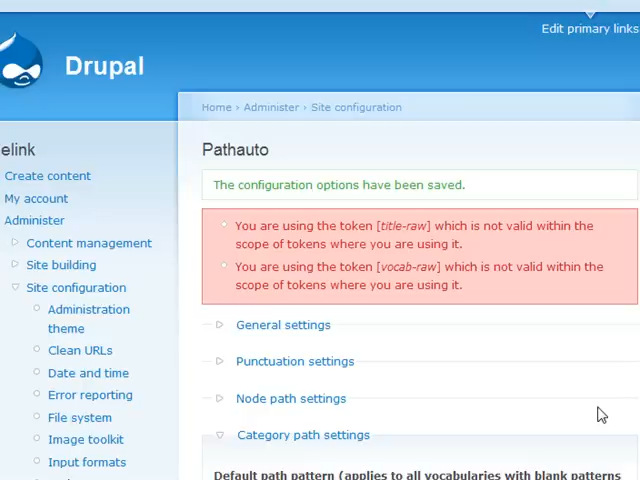 Edit primary links
Drupal
Home › Administer › Site configuration
elink
Create content
My account
Administer
Content management
Site building
Site configuration
Administration
theme
Clean URLs
Date and time
Error reporting
File system
Image toolkit
Input formats
Pathauto
The configuration options have been saved.
You are using the token [title-raw] which is not valid within the
scope of tokens where you are using it.
You are using the token [vocab-raw] which is not valid within the
scope of tokens where you are using it.
General settings
Punctuation settings
Node path settings
Category path settings
Default path pattern (applies to all vocabularies with blank patterns